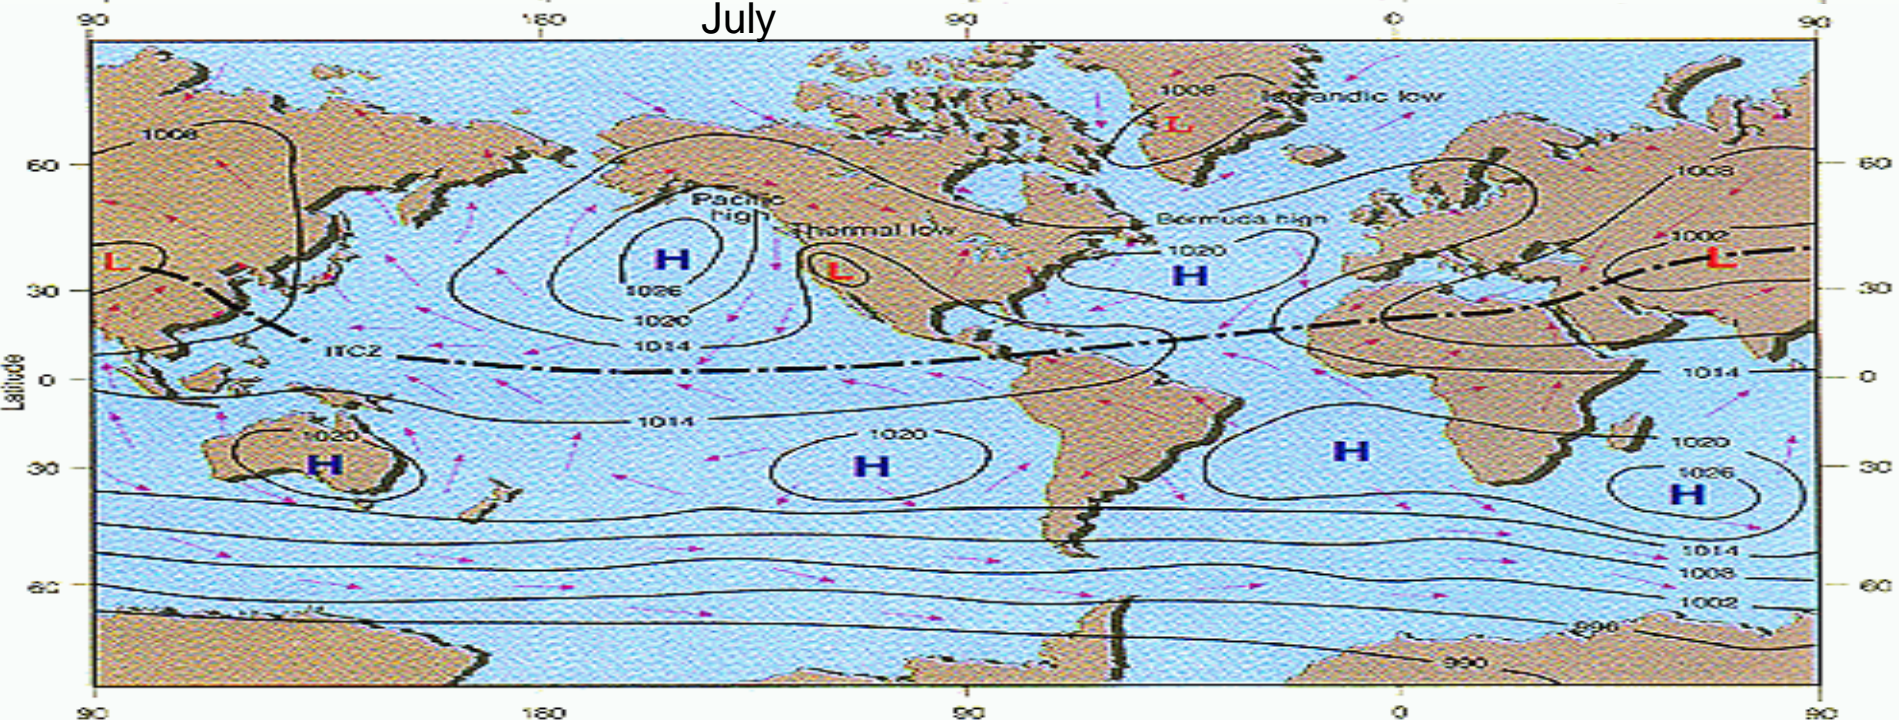 July
90 180 90 0 90
1008 Icelandic low
1008
L
60 60
1008
Pacific
high
Bermuda high
Thermal low
1020
1002
L H L H L
30 1026 30
1020
1014
ITCZ
Latitude
0 1014 0
1014
1020 1020 1020
H H H
30 1026 30
H
1014
1008
60 1002 60
996
990
90 180 90 0 90